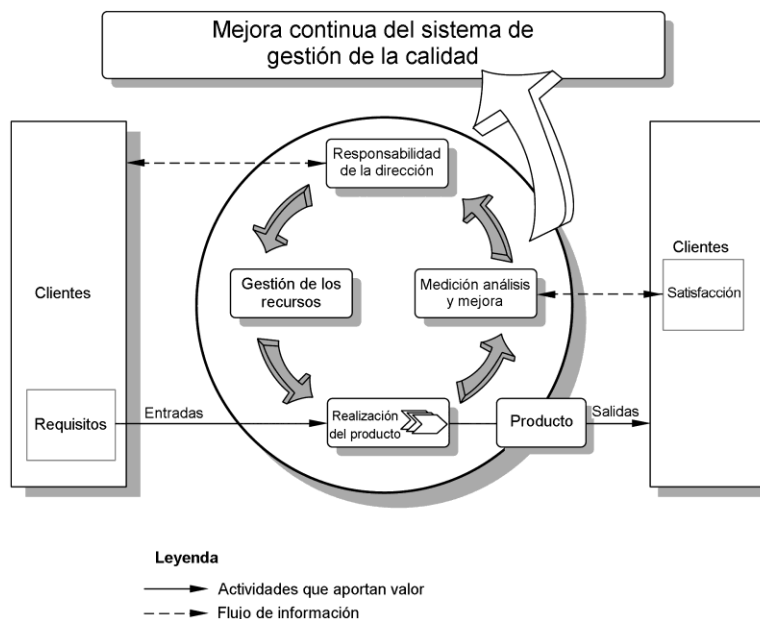 Mejora continua del sistema de
gestión de la calidad
Responsabilidad
de la dirección
Clientes
Gestión de los
recursos
Medición análisis
y mejora
Clientes
Satisfacción
Requisitos
Entradas
Realización
del producto
Producto
Salidas
Leyenda
Actividades que aportan valor
Flujo de información